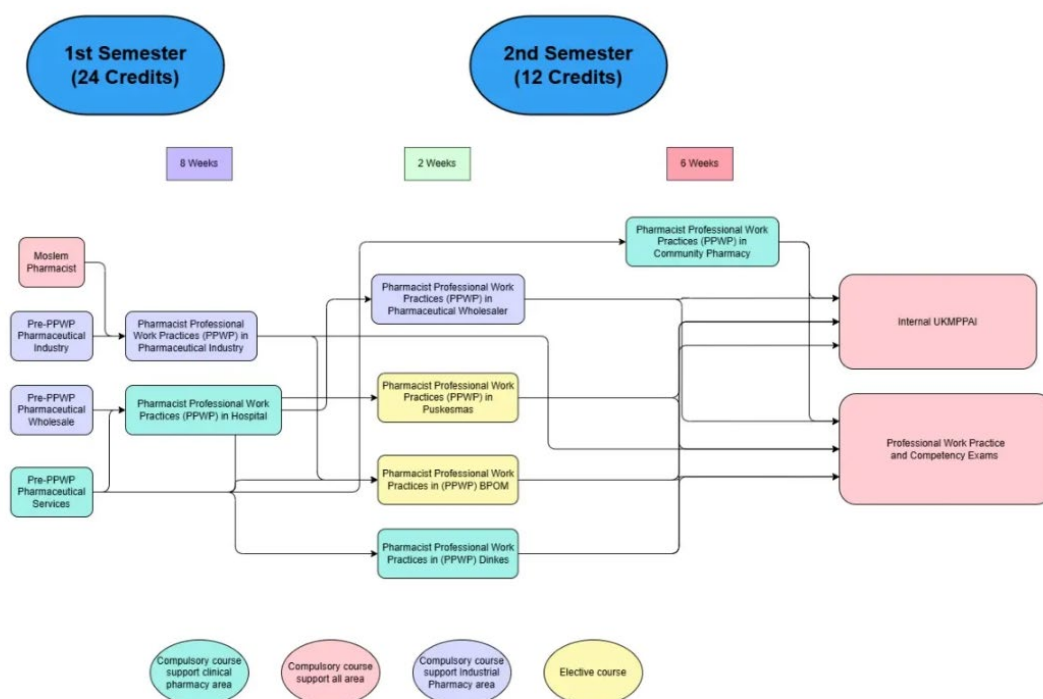 1st Semester
(24 Credits)
2nd Semester
(12 Credits)
8 Weeks
2 Weeks
6 Weeks
Pharmacist Professional Work
Practices (PPWP) in
Community Pharmacy
Moslem
Pharmacist
Pharmacist Professional Work
Practices (PPWP) in
Pharmaceutical Wholesaler
Internal UKMPPAI
Pre-PPWP
Pharmaceutical
Industry
Pharmacist Professional
Work Practices (PPWP) in
Pharmaceutical Industry
Pre-PPWP
Pharmaceutical
Wholesale
Pharmacist Professional Work
Practices (PPWP) in Hospital
Pharmacist Professional Work
Practices (PPWP) in
Puskesmas
Professional Work Practice
and Competency Exams
Pre-PPWP
Pharmaceutical
Services
Pharmacist Professional Work
Practices in (PPWP) BPOM
Pharmacist Professional Work
Practices in (PPWP) Dinkes
Compulsory course
support clinical
pharmacy area
Compulsory course
support all area
Compulsory course
support Industrial
Pharmacy area
Elective course